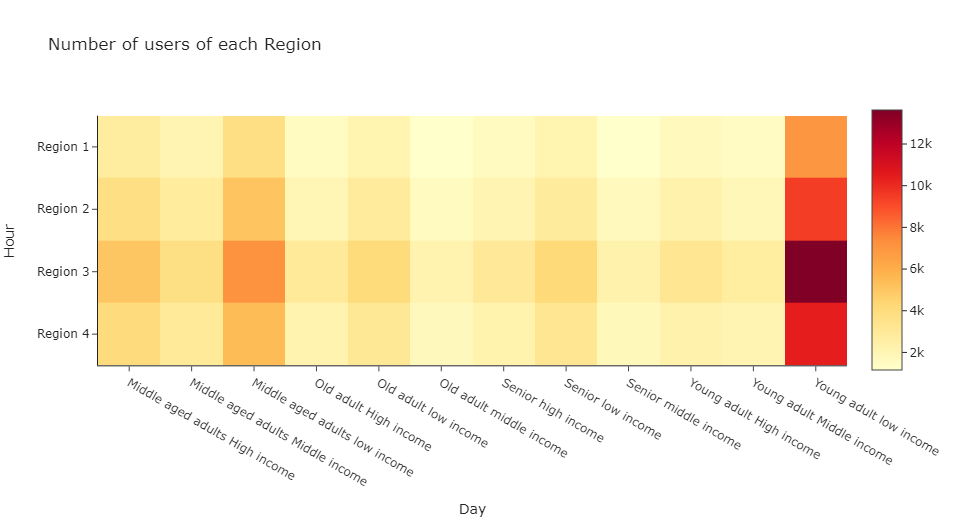 Number of users of each Region
Hour
Region 1
Region 2
Region 3
Region 4
Middle aged adults High income
Middle aged adults Middle income
Middle aged adults low income
Old adult High income
Old adult low income
Old adult middle income
Senior high income
Senior low income
Senior middle income
Young adult High income
Young adult Middle income
Young adult low income
Day
12k
10k
8k
6k
4k
2k